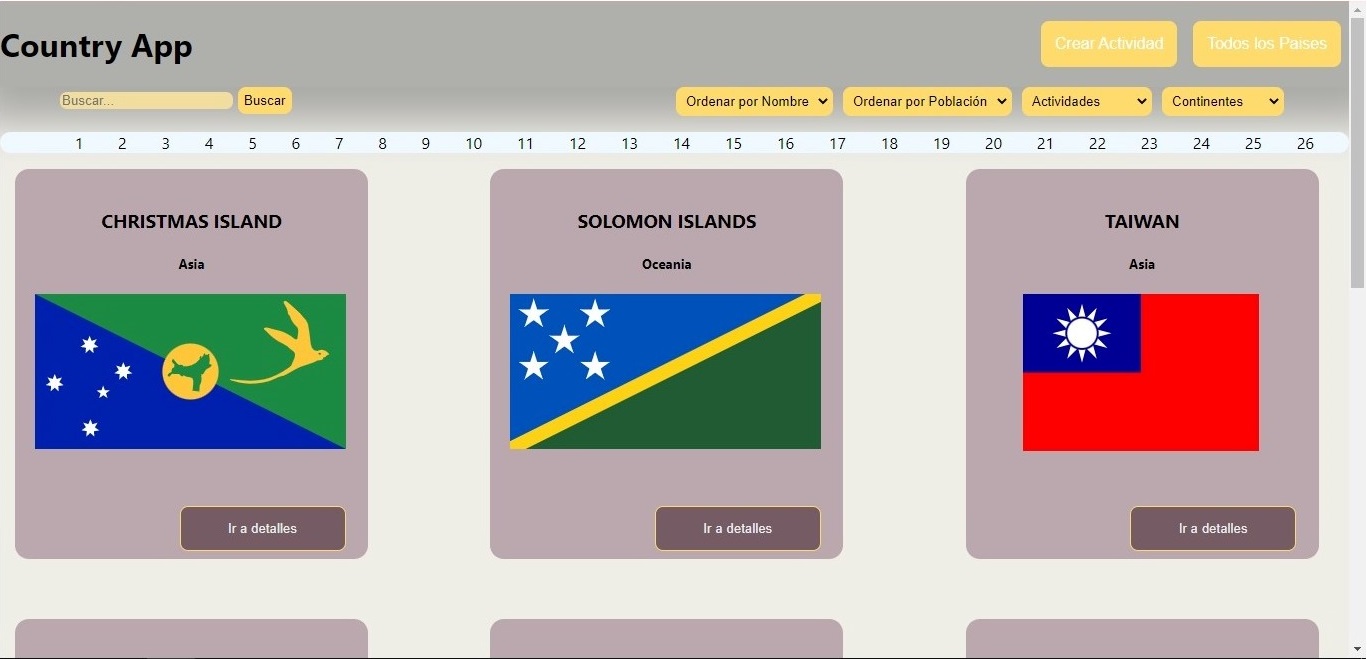 Country App
Crear Actividad
Todos los Paises
Buscar...
Buscar
Ordenar por Nombre
Ordenar por Población
Actividades
Continentes
1 2 3 4 5 6 7 8 9 10 11 12 13 14 15 16 17 18 19 20 21 22 23 24 25 26
CHRISTMAS ISLAND
Asia
Ir a detalles
SOLOMON ISLANDS
Oceania
Ir a detalles
TAIWAN
Asia
Ir a detalles